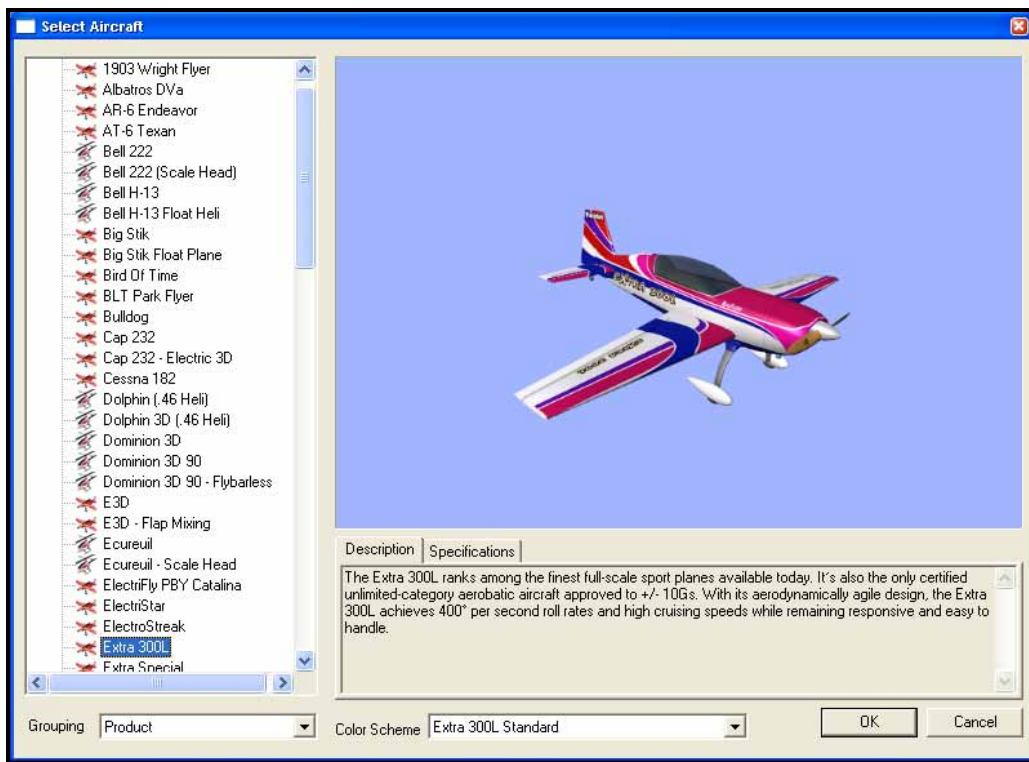 Select Aircraft
1903 Wright Flyer
Albatros DVa
AR-6 Endeavor
AT-6 Texan
Bell 222
Bell 222 (Scale Head)
Bell H-13
Bell H-13 Float Heli
Big Stik
Big Stik Float Plane
Bird Of Time
BLT Park Flyer
Bulldog
Cap 232
Cap 232 - Electric 3D
Cessna 182
Dolphin (.46 Heli)
Dolphin 3D (.46 Heli)
Dominion 3D
Dominion 3D 90
Dominion 3D 90 - Flybarless
E3D
E3D - Flap Mixing
Ecureuil
Ecureuil - Scale Head
ElectriFly PBY Catalina
ElectriStar
ElectroStreak
Extra 300L
Extra Special
Grouping
Product
extra 300L
Description
Specifications
The Extra 300L ranks among the finest full-scale sport planes available today. It's also the only certified
unlimited-category aerobatic aircraft approved to +/- 10Gs. With its aerodynamically agile design, the Extra
300L achieves 400° per second roll rates and high cruising speeds while remaining responsive and easy to
handle.
Color Scheme
Extra 300L Standard
OK
Cancel